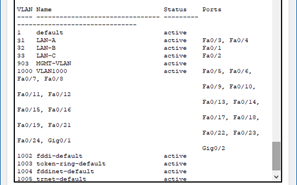 VLAN Name                             Status    Ports
---- -------------------------------- --------- -------------------------------
1    default                          active
31   LAN-A                            active    Fa0/3, Fa0/4
32   LAN-B                            active    Fa0/1
33   LAN-C                            active    Fa0/2
903  MGMT-VLAN                        active
1000 VLAN1000                         active    Fa0/5, Fa0/6,
Fa0/7, Fa0/8
                                                Fa0/9, Fa0/10,
Fa0/11, Fa0/12
                                                Fa0/13, Fa0/14,
Fa0/15, Fa0/16
                                                Fa0/17, Fa0/18,
Fa0/19, Fa0/21
                                                Fa0/22, Fa0/23,
Fa0/24, Gig0/1
                                                Gig0/2
1002 fddi-default                     active
1003 token-ring-default               active
1004 fddinet-default                  active
1005 trnet-default                    active